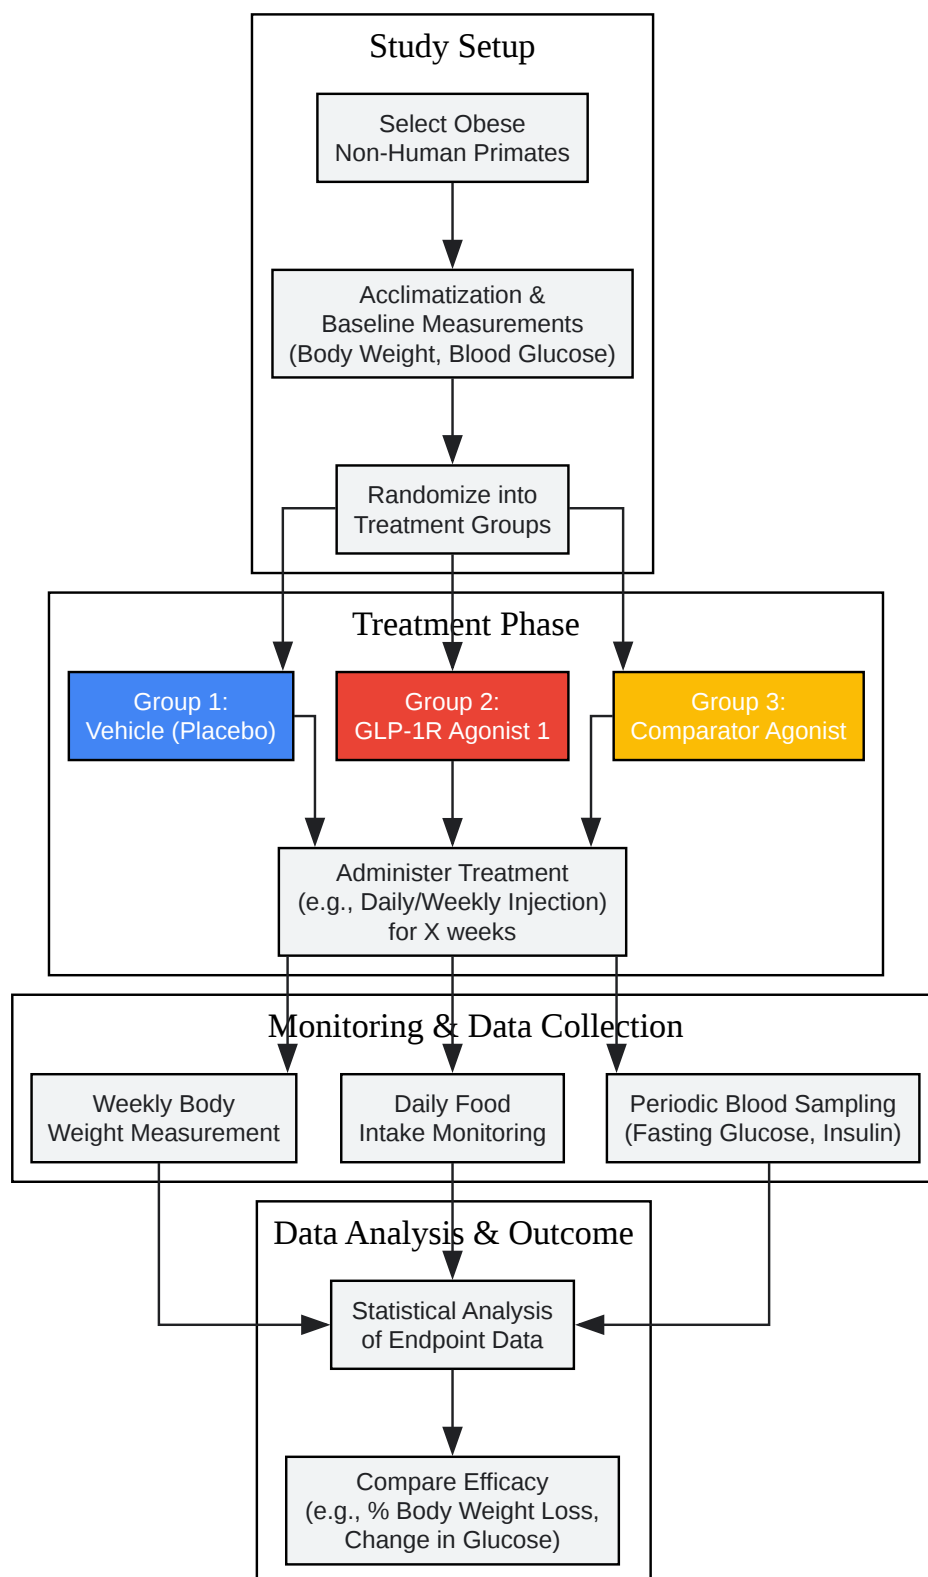 Study Setup
Select Obese
Non-Human Primates
Acclimatization &
Baseline Measurements
(Body Weight, Blood Glucose)
Randomize into
Treatment Groups
Treatment Phase
Group 1:
Vehicle (Placebo)
Group 2:
GLP-1R Agonist 1
Group 3:
Comparator Agonist
Administer Treatment
(e.g., Daily/Weekly Injection)
for X weeks
Monitoring & Data Collection
Weekly Body
Weight Measurement
Daily Food
Intake Monitoring
Periodic Blood Sampling
(Fasting Glucose, Insulin)
Data Analysis & Outcome
Statistical Analysis
of Endpoint Data
Compare Efficacy
(e.g., % Body Weight Loss,
Change in Glucose)